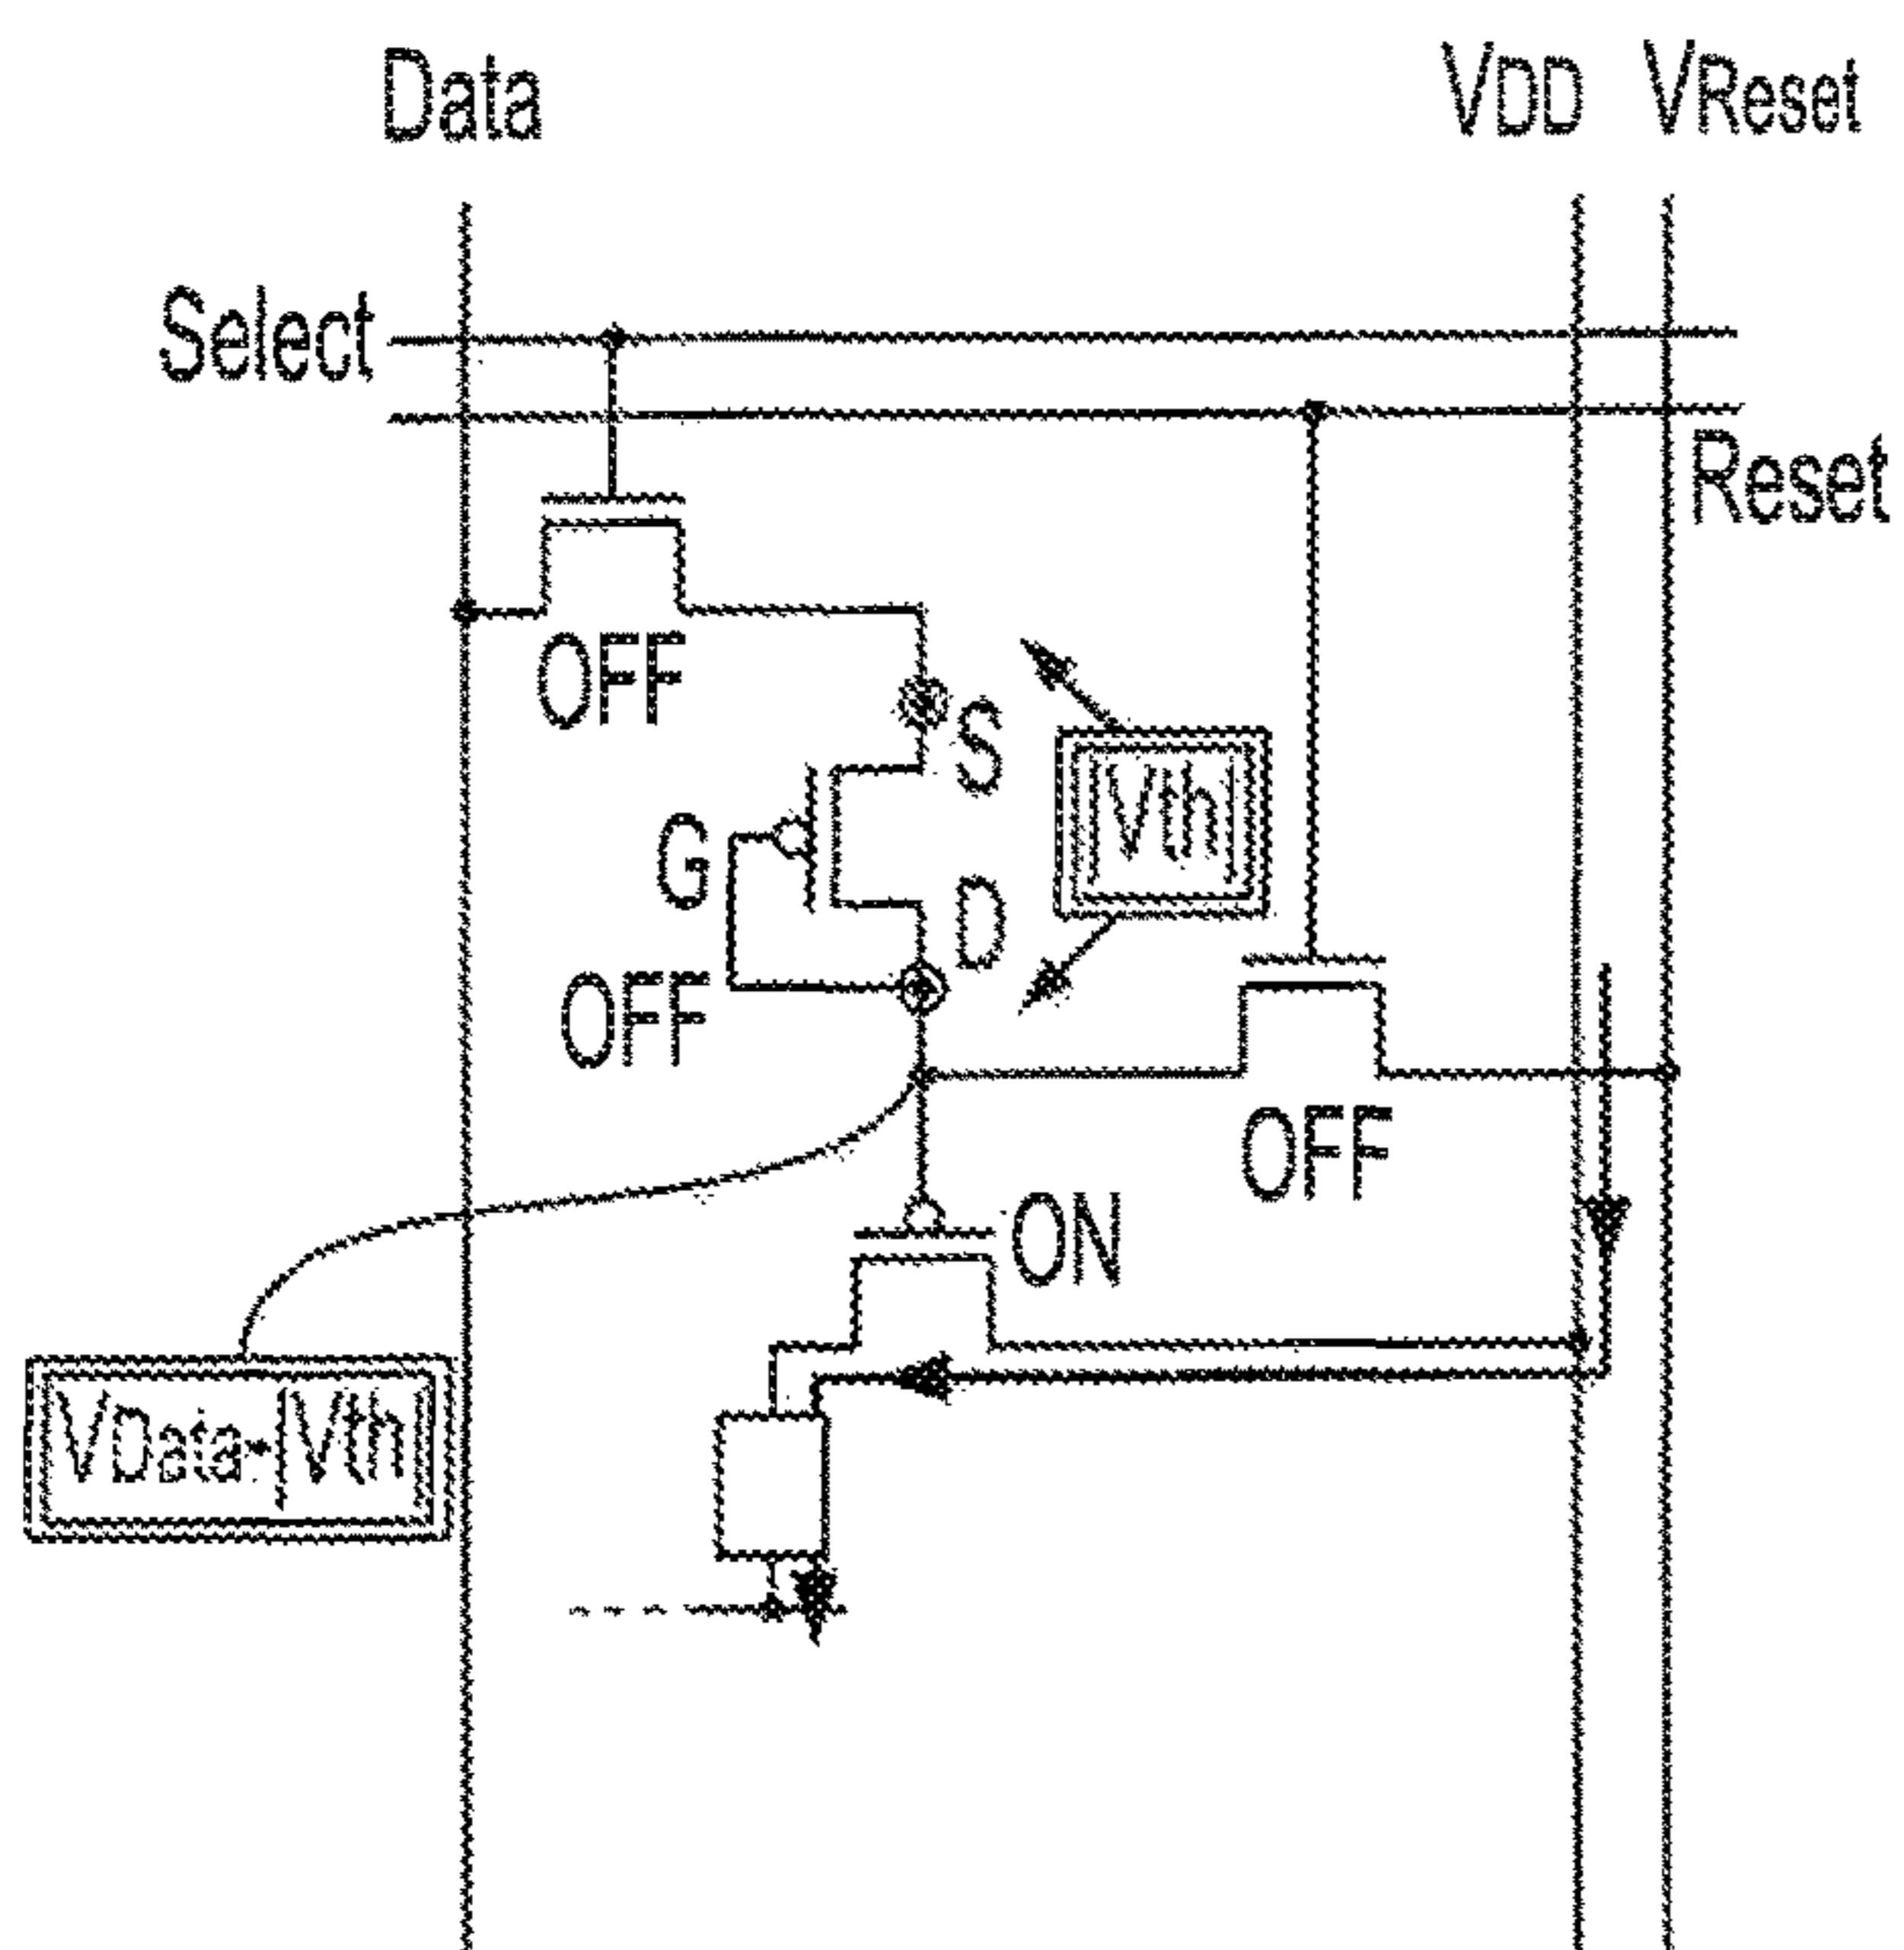 Data
VDD
VReset
Select
Reset
OFF
S
|Vth|
G
D
OFF
OFF
ON
VData-|Vth|